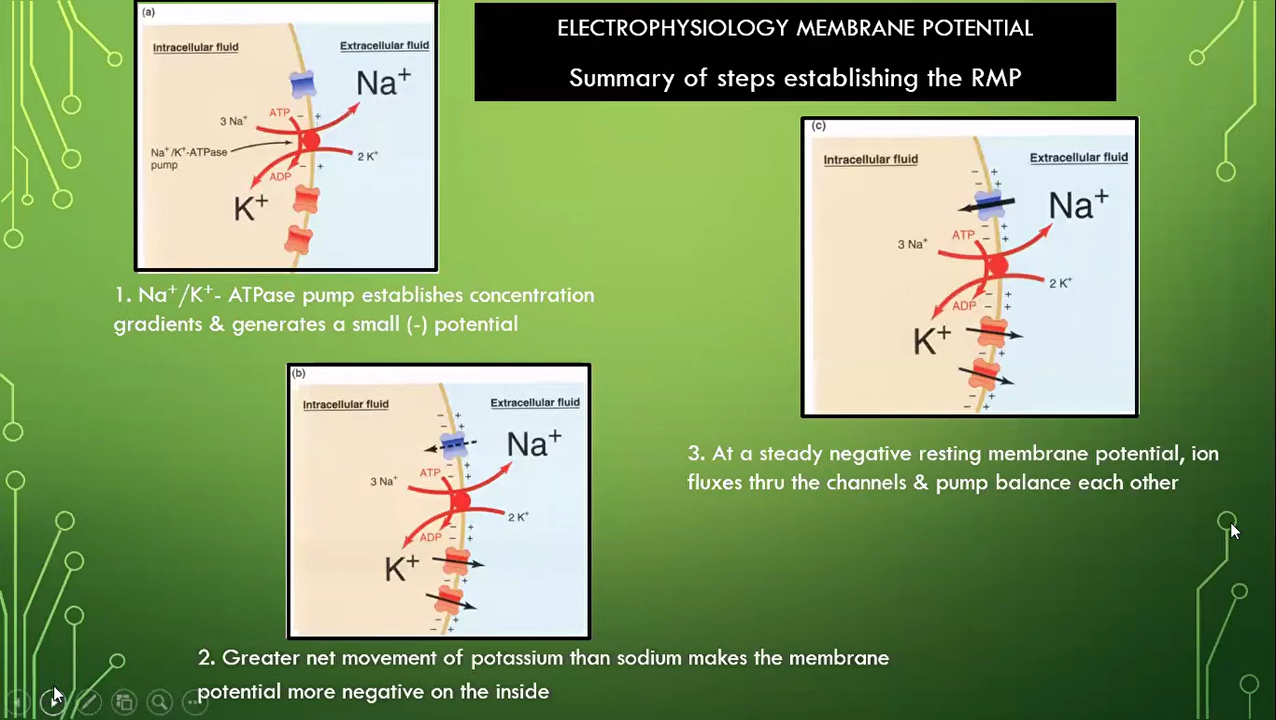 ELECTROPHYSIOLOGY MEMBRANE POTENTIAL
Summary of steps establishing the RMP
(a)
Intracellular fluid
Extracellular fluid
Na⁺
ATP
3 Na⁺
Na⁺/K⁺-ATPase
pump
2 K⁺
ADP
K⁺
1. Na⁺/K⁺- ATPase pump establishes concentration
gradients & generates a small (-) potential
(b)
Intracellular fluid
Extracellular fluid
Na⁺
ATP
3 Na⁺
2 K⁺
ADP
K⁺
2. Greater net movement of potassium than sodium makes the membrane
potential more negative on the inside
(c)
Intracellular fluid
Extracellular fluid
Na⁺
ATP
3 Na⁺
2 K⁺
ADP
K⁺
3. At a steady negative resting membrane potential, ion
fluxes thru the channels & pump balance each other